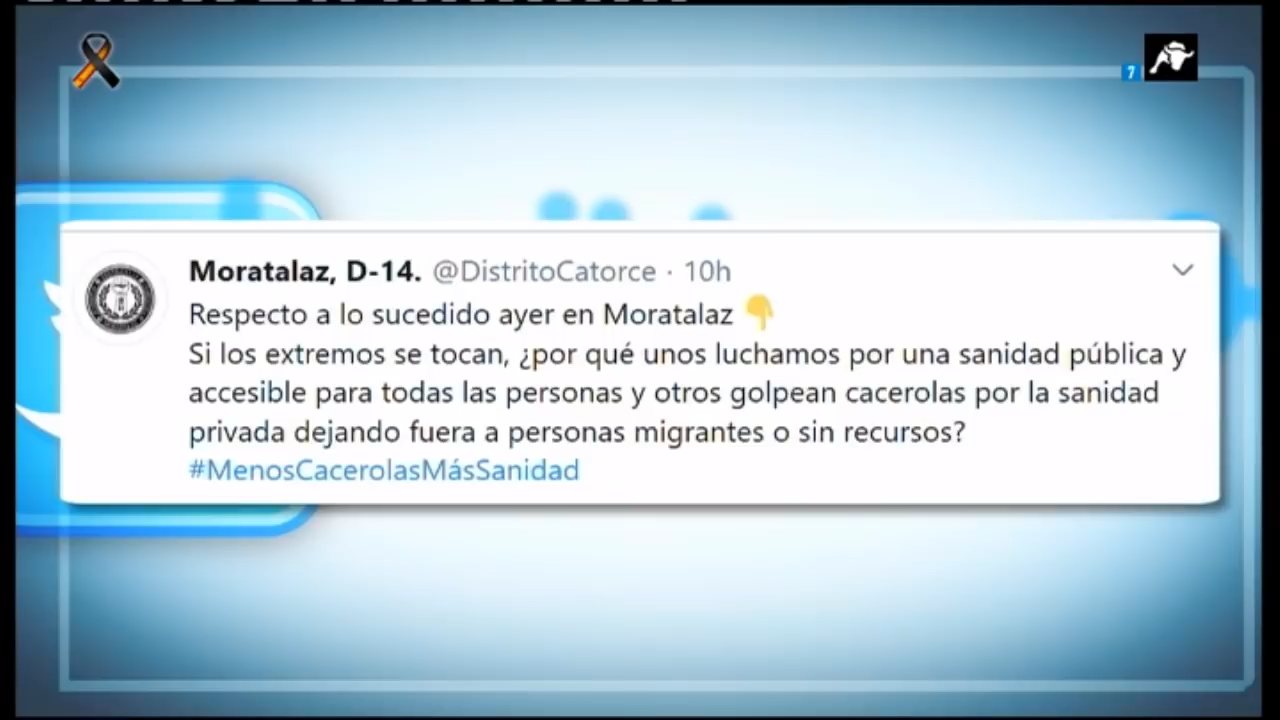 7
Moratalaz, D-14. @DistritoCatorce · 10h
Respecto a lo sucedido ayer en Moratalaz 👇
Si los extremos se tocan, ¿por qué unos luchamos por una sanidad pública y
accesible para todas las personas y otros golpean cacerolas por la sanidad
privada dejando fuera a personas migrantes o sin recursos?
#MenosCacerolasMásSanidad